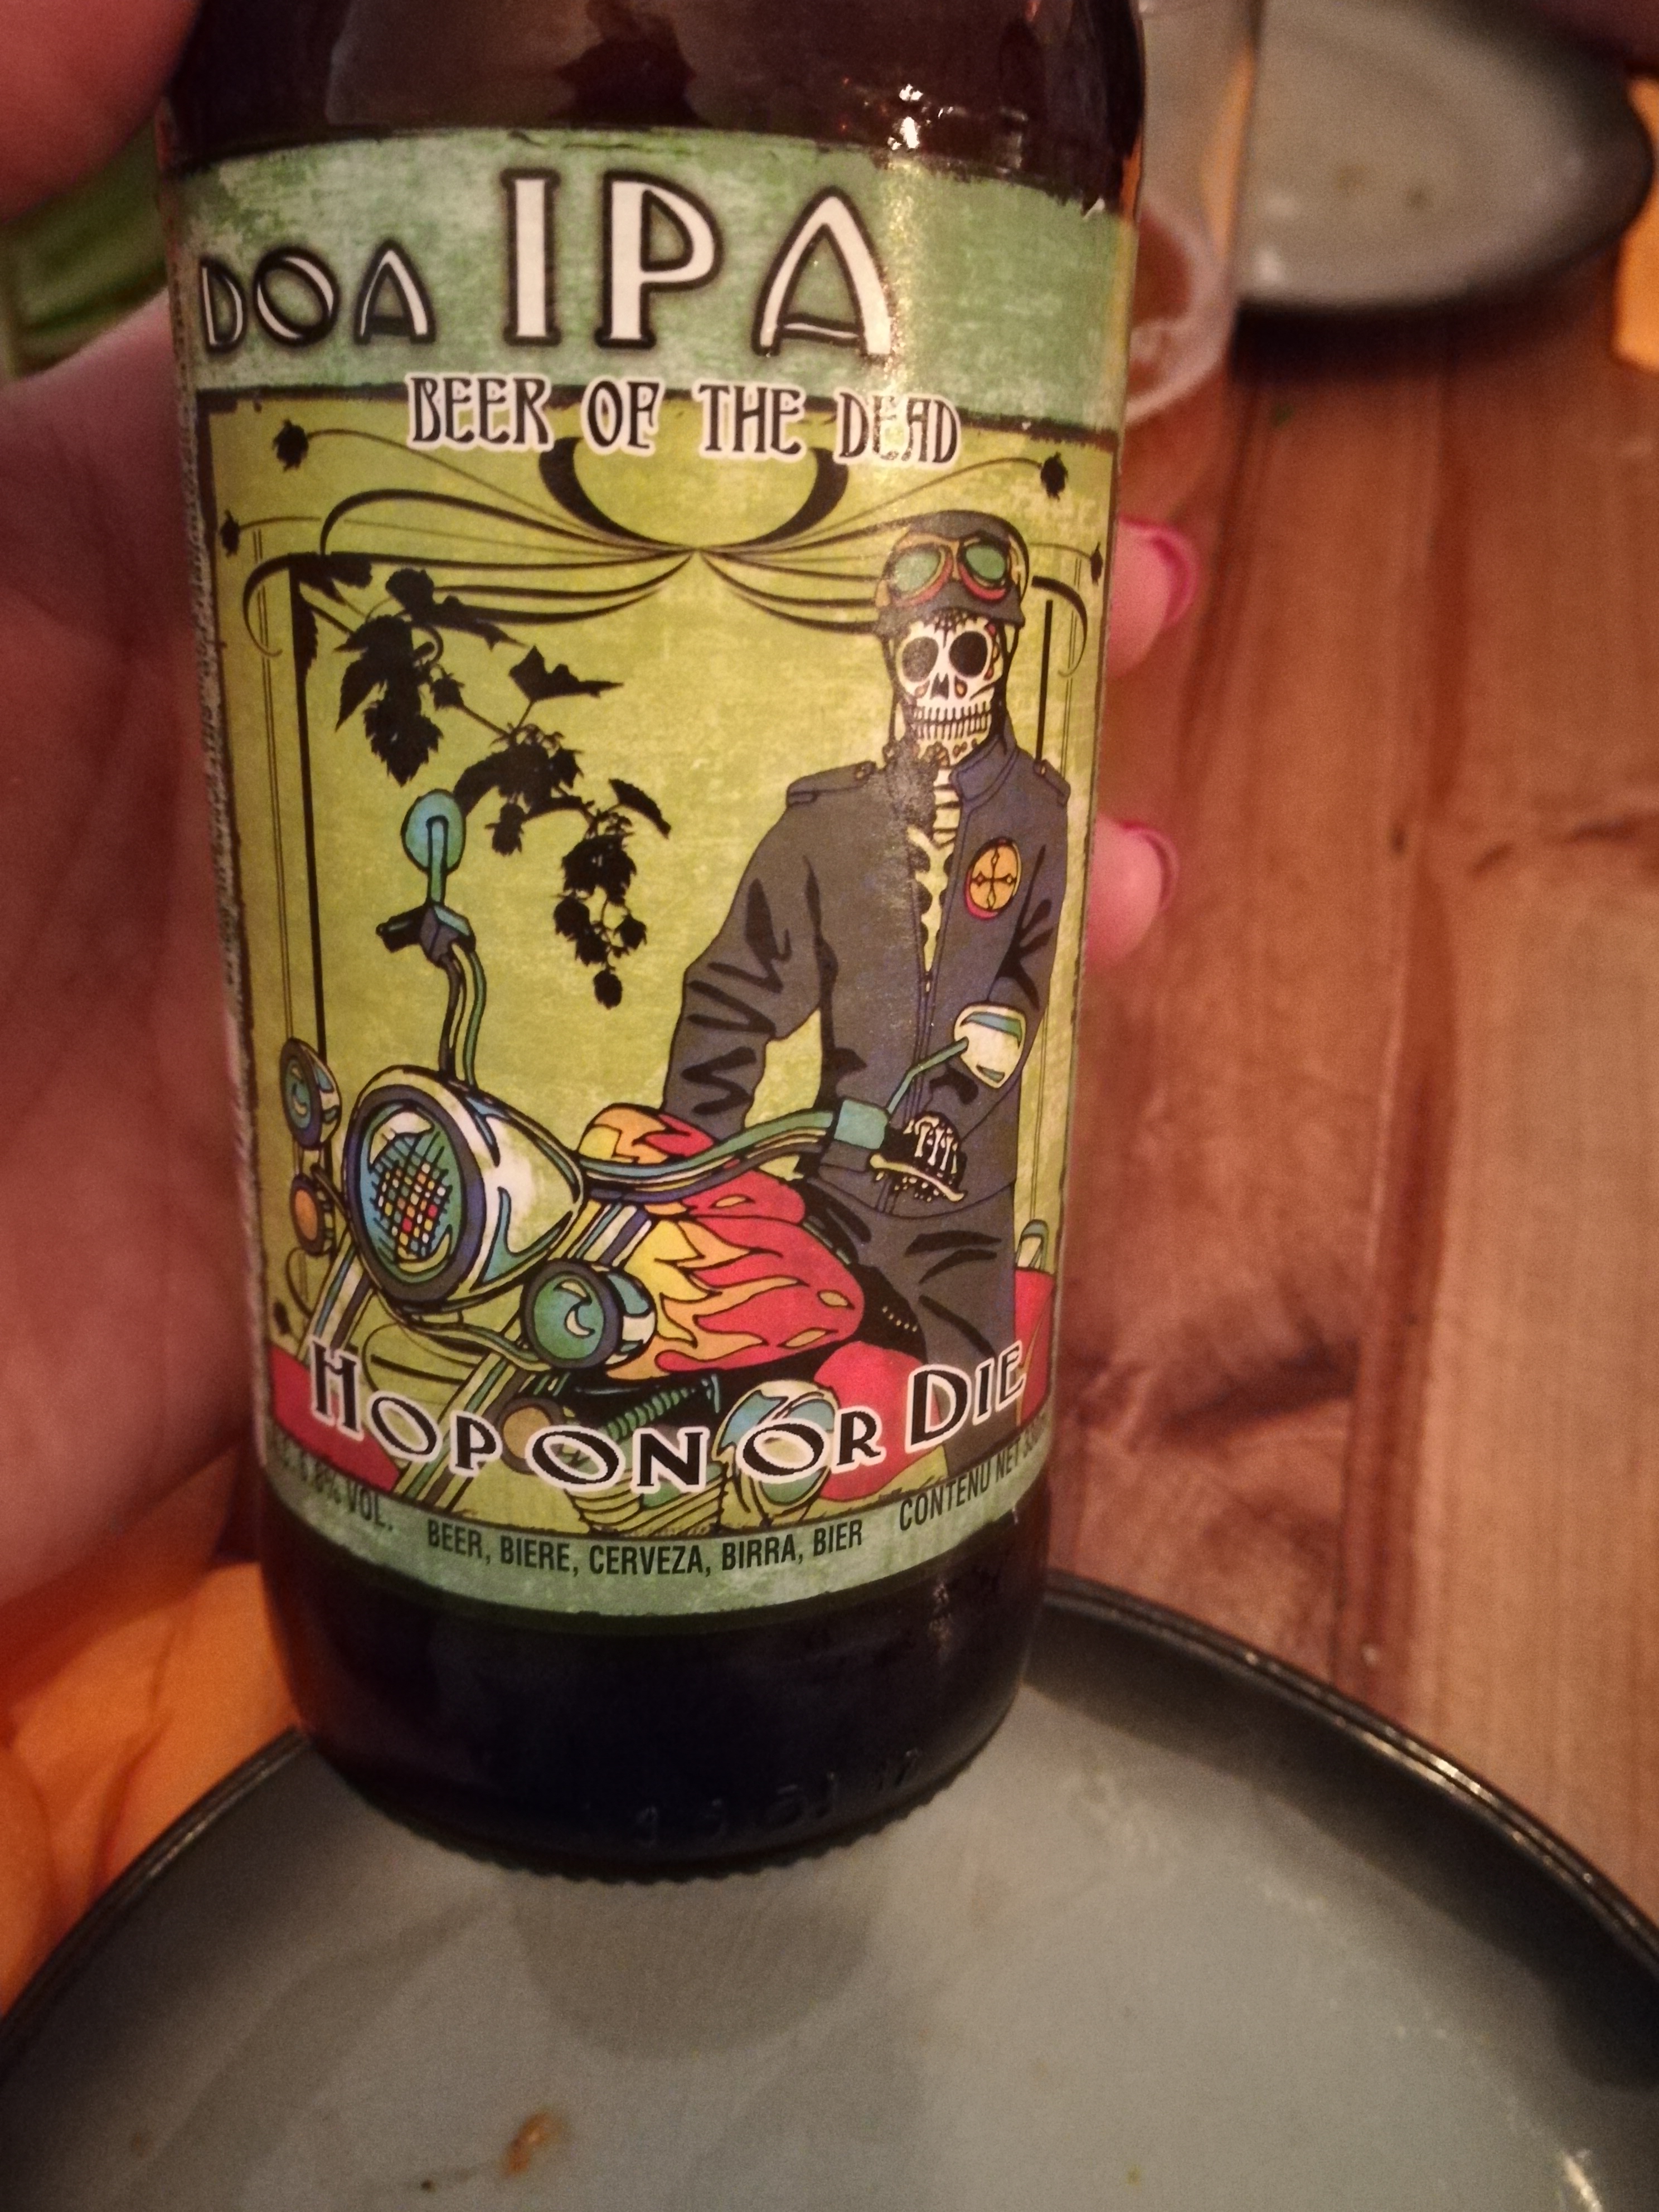 DOA IPA
BEER OF THE DEAD
HOP ON OR DIE
VOL. BEER, BIERE, CERVEZA, BIRRA, BIER CONTENU NET